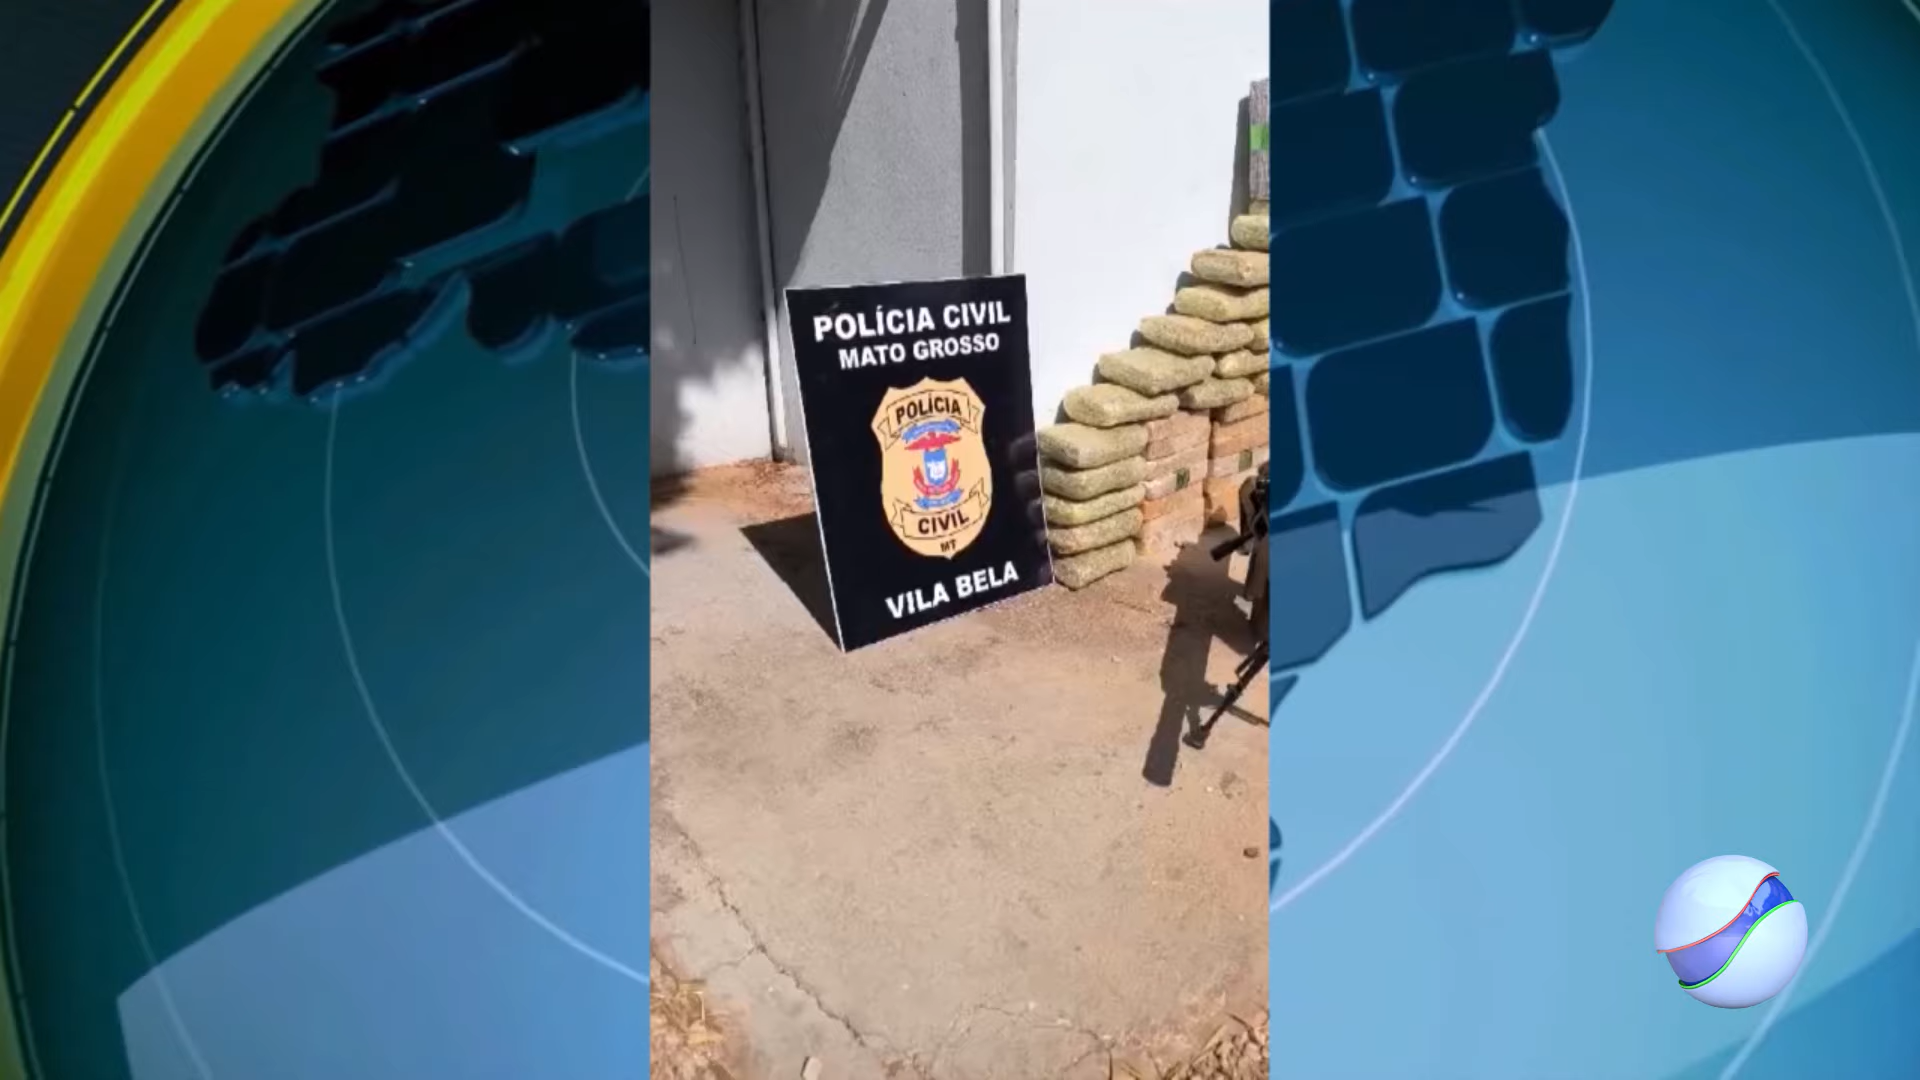 POLÍCIA CIVIL
MATO GROSSO
POLÍCIA
CIVIL
MT
VILA BELA